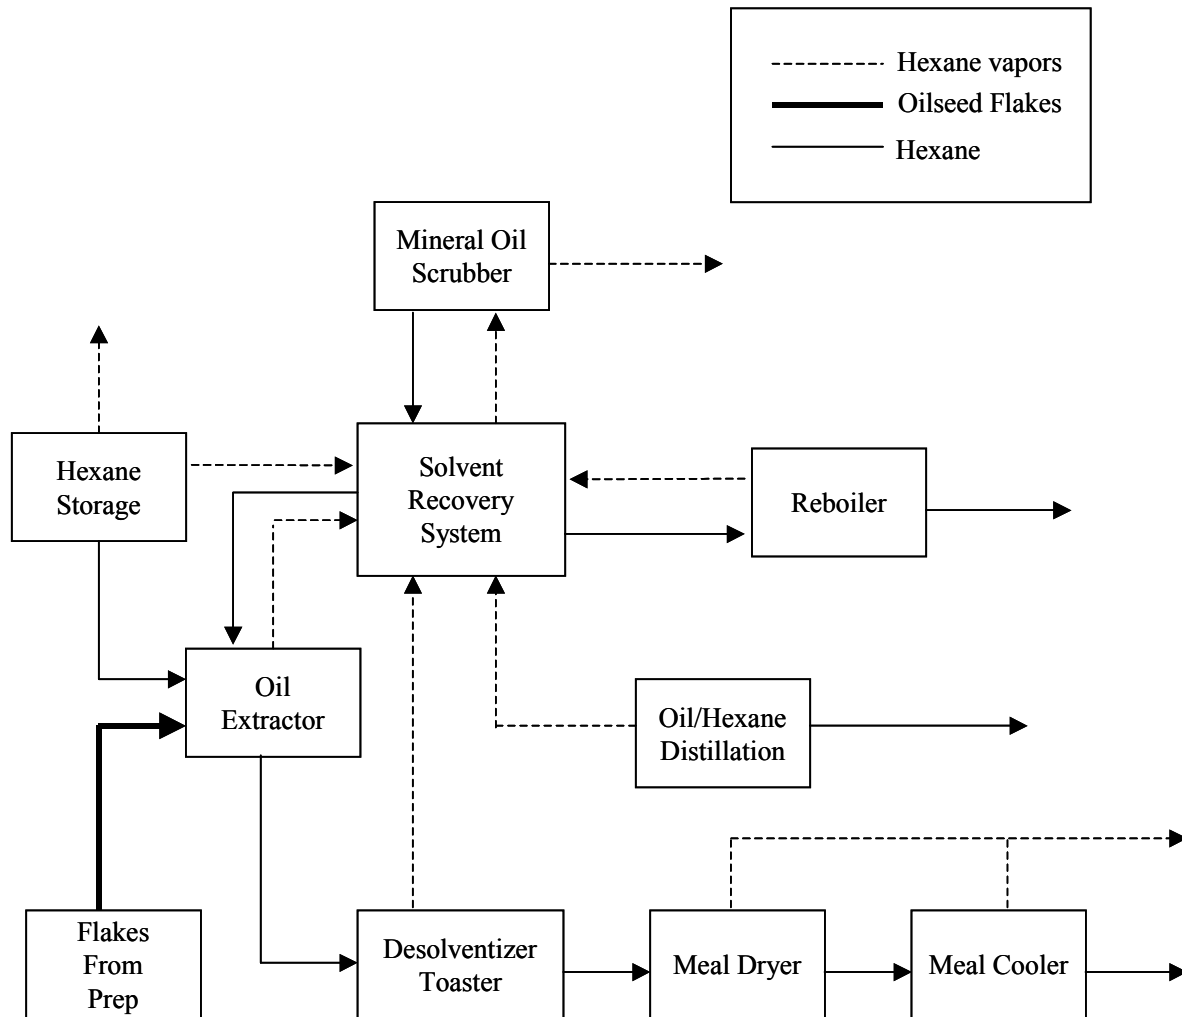 Hexane vapors
Oilseed Flakes
Hexane
Mineral Oil
Scrubber
Hexane
Storage
Solvent
Recovery
System
Reboiler
Oil
Extractor
Oil/Hexane
Distillation
Flakes
From
Prep
Desolventizer
Toaster
Meal Dryer
Meal Cooler